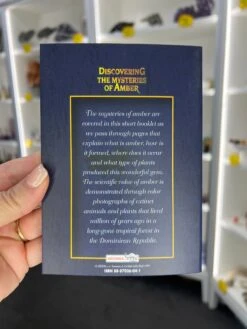 DISCOVERING
THE MYSTERIES
OF AMBER
The mysteries of amber are
covered in this short booklet as
we pass through pages that
explain what is amber, how is
it formed, where does it occur
and what type of plants
produced this wonderful gem.
The scientific value of amber is
demonstrated through color
photographs of extinct
animals and plants that lived
million of years ago in a
long-gone tropical forest in
the Dominican Republic.